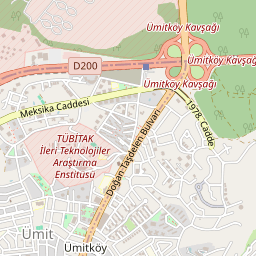 Ümitköy Kavşağı
Ümitköy Kavşağı
D200
Ümitköy Kavşağı
Meksika Caddesi
1978. Cadde
TÜBİTAK
İleri Teknolojiler
Araştırma
Enstitüsü
Doğan Taşdelen Bulvarı
Ümit
Ümitköy